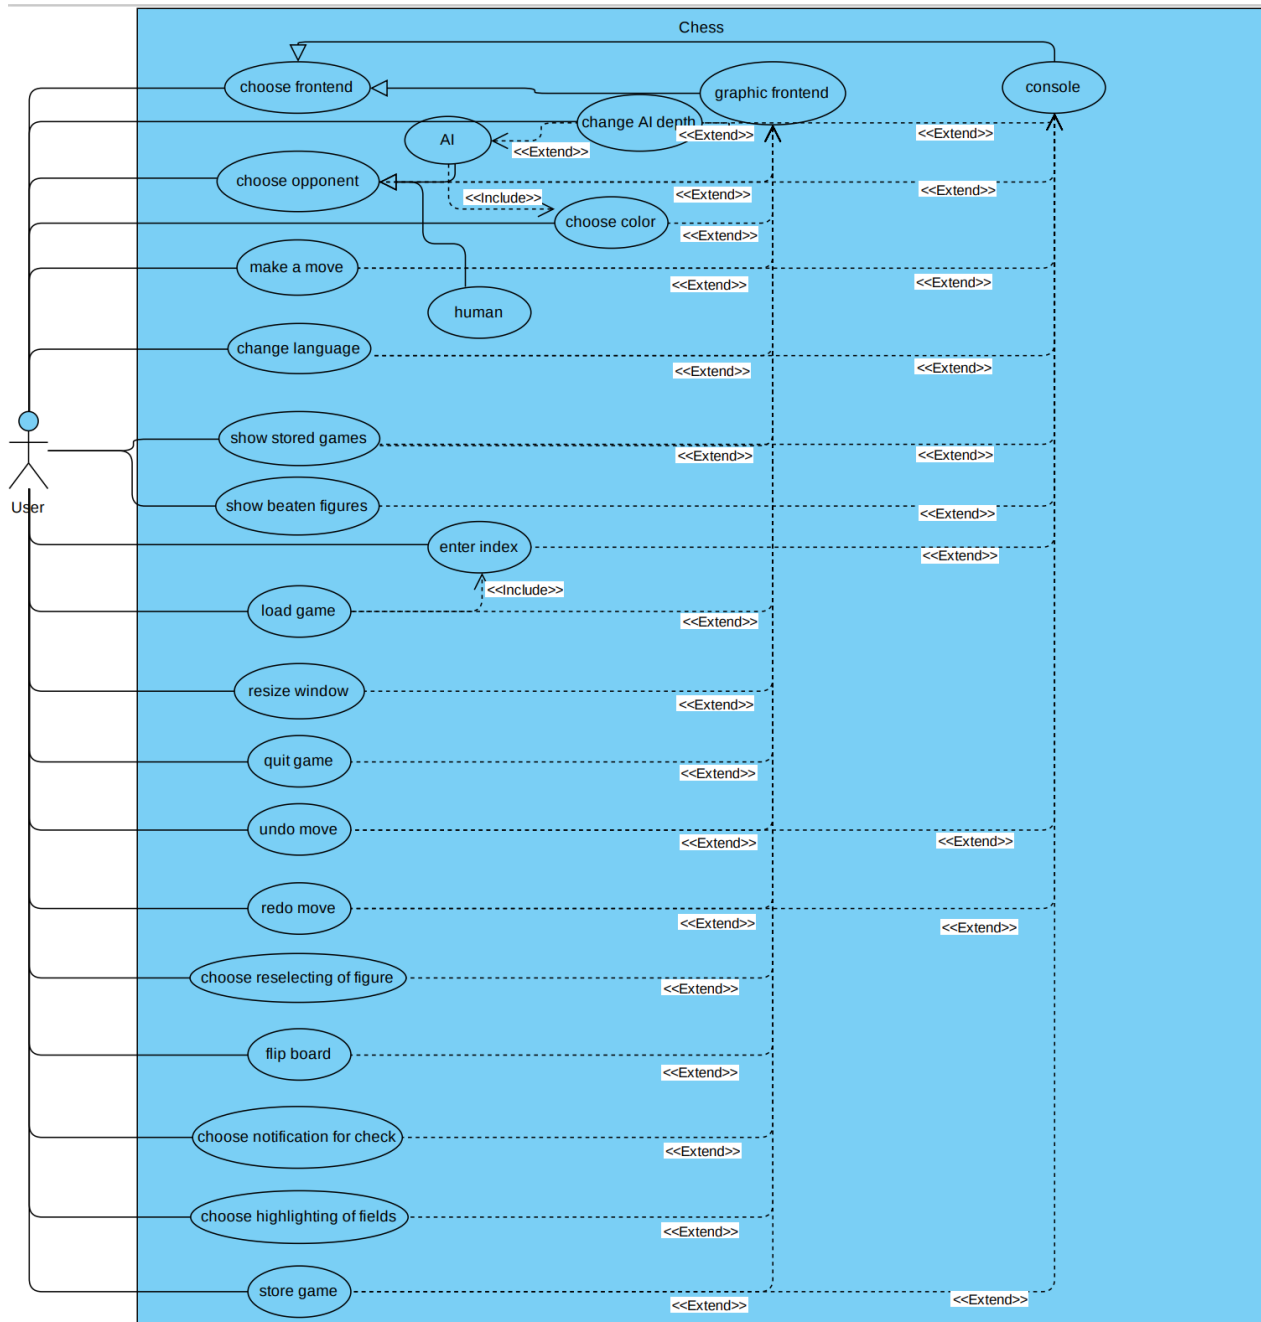 Chess
choose frontend
graphic frontend
console
change AI depth
<<Extend>>
<<Extend>>
AI
<<Extend>>
choose opponent
<<Include>>
<<Extend>>
<<Extend>>
choose color
<<Extend>>
make a move
<<Extend>>
<<Extend>>
human
change language
<<Extend>>
<<Extend>>
show stored games
<<Extend>>
<<Extend>>
User
show beaten figures
<<Extend>>
enter index
<<Extend>>
<<Include>>
load game
<<Extend>>
resize window
<<Extend>>
quit game
<<Extend>>
undo move
<<Extend>>
<<Extend>>
redo move
<<Extend>>
<<Extend>>
choose reselecting of figure
<<Extend>>
flip board
<<Extend>>
choose notification for check
<<Extend>>
choose highlighting of fields
<<Extend>>
store game
<<Extend>>
<<Extend>>